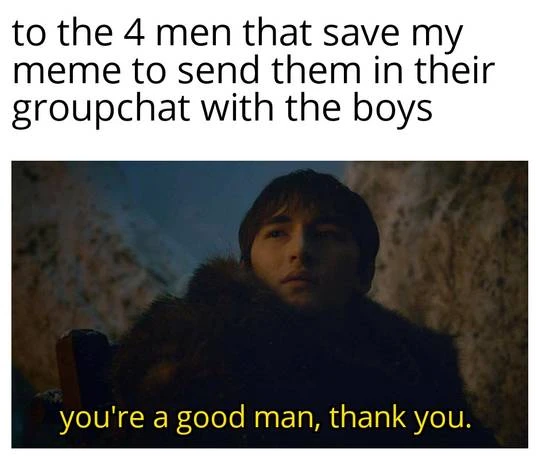 to the 4 men that save my
meme to send them in their
groupchat with the boys
you're a good man, thank you.